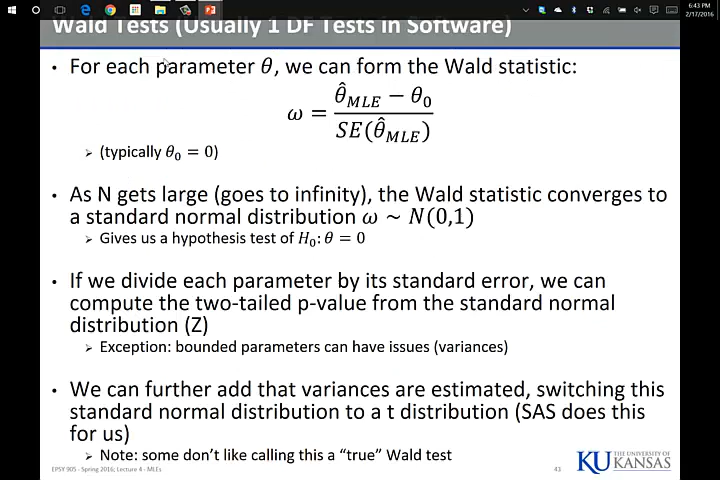 6:43 PM
2/17/2016
Wald Tests (Usually 1 DF Tests in Software)
• For each parameter θ, we can form the Wald statistic:
ω = (θ̂_MLE − θ₀) / SE(θ̂_MLE)
➢ (typically θ₀ = 0)
• As N gets large (goes to infinity), the Wald statistic converges to
a standard normal distribution ω ~ N(0,1)
➢ Gives us a hypothesis test of H₀: θ = 0
• If we divide each parameter by its standard error, we can
compute the two-tailed p-value from the standard normal
distribution (Z)
➢ Exception: bounded parameters can have issues (variances)
• We can further add that variances are estimated, switching this
standard normal distribution to a t distribution (SAS does this
for us)
➢ Note: some don't like calling this a “true” Wald test
EPSY 905 - Spring 2016; Lecture 4 - MLEs
43
KU THE UNIVERSITY OF
KANSAS